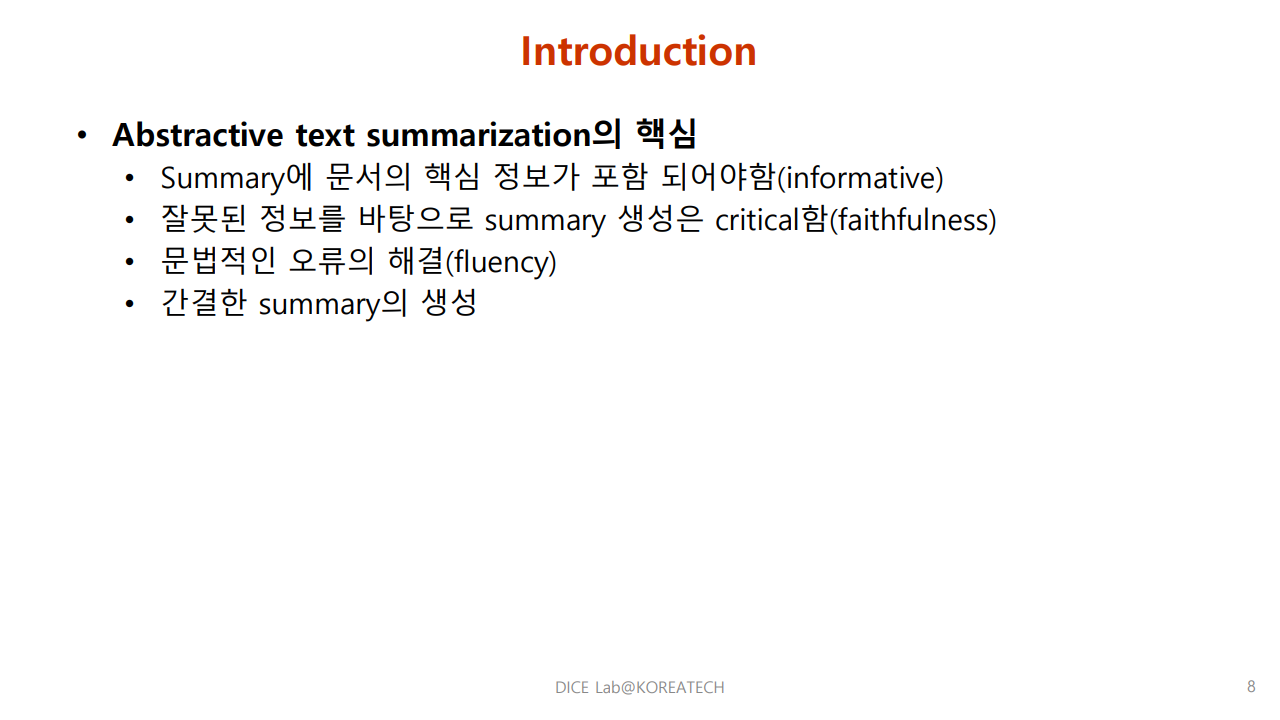 Introduction
• Abstractive text summarization의 핵심
• Summary에 문서의 핵심 정보가 포함 되어야함(informative)
• 잘못된 정보를 바탕으로 summary 생성은 critical함(faithfulness)
• 문법적인 오류의 해결(fluency)
• 간결한 summary의 생성
DICE Lab@KOREATECH
8